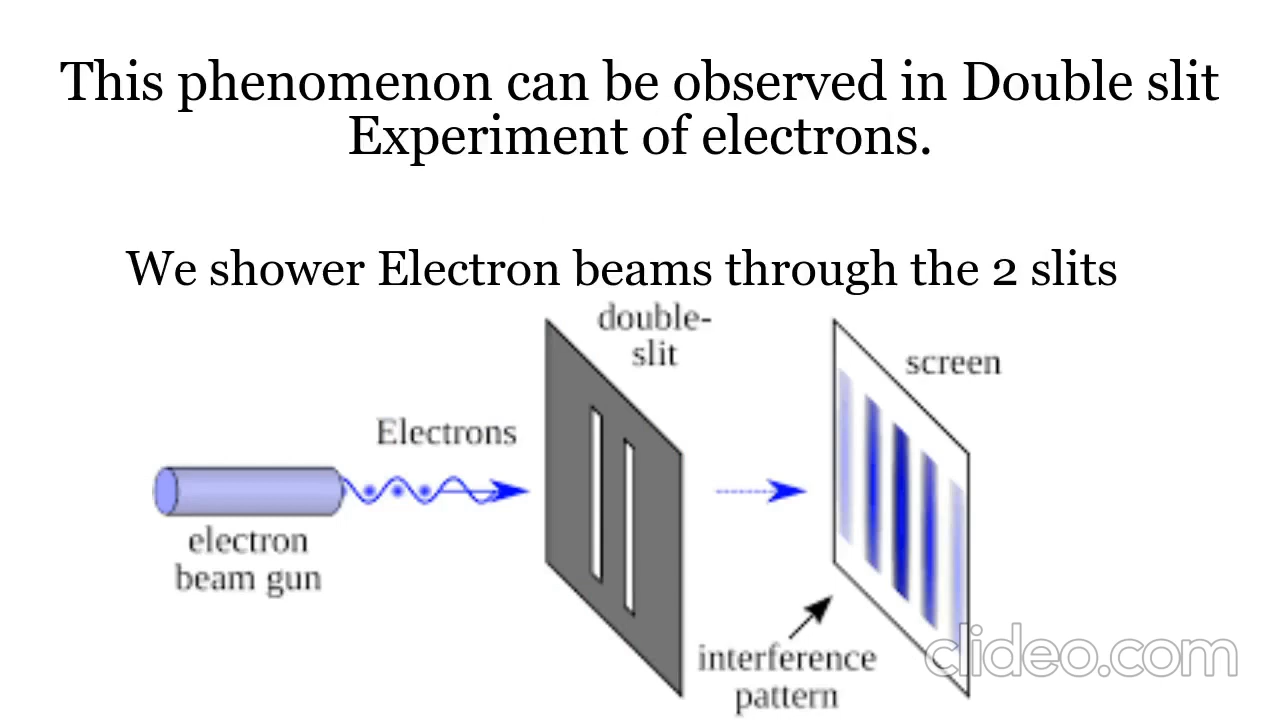 This phenomenon can be observed in Double slit
Experiment of electrons.
We shower Electron beams through the 2 slits
double-
slit
screen
Electrons
electron
beam gun
interference
pattern
clideo.com